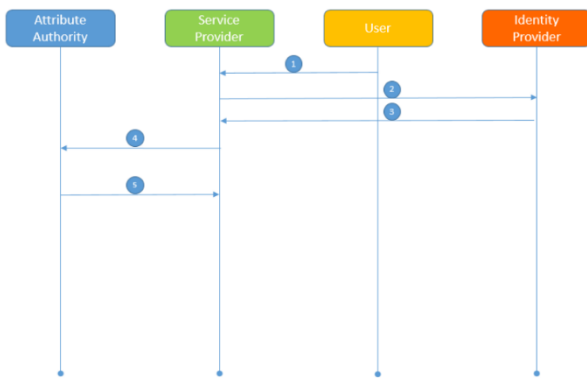 Attribute
Authority
Service
Provider
User
Identity
Provider
1
2
3
4
5